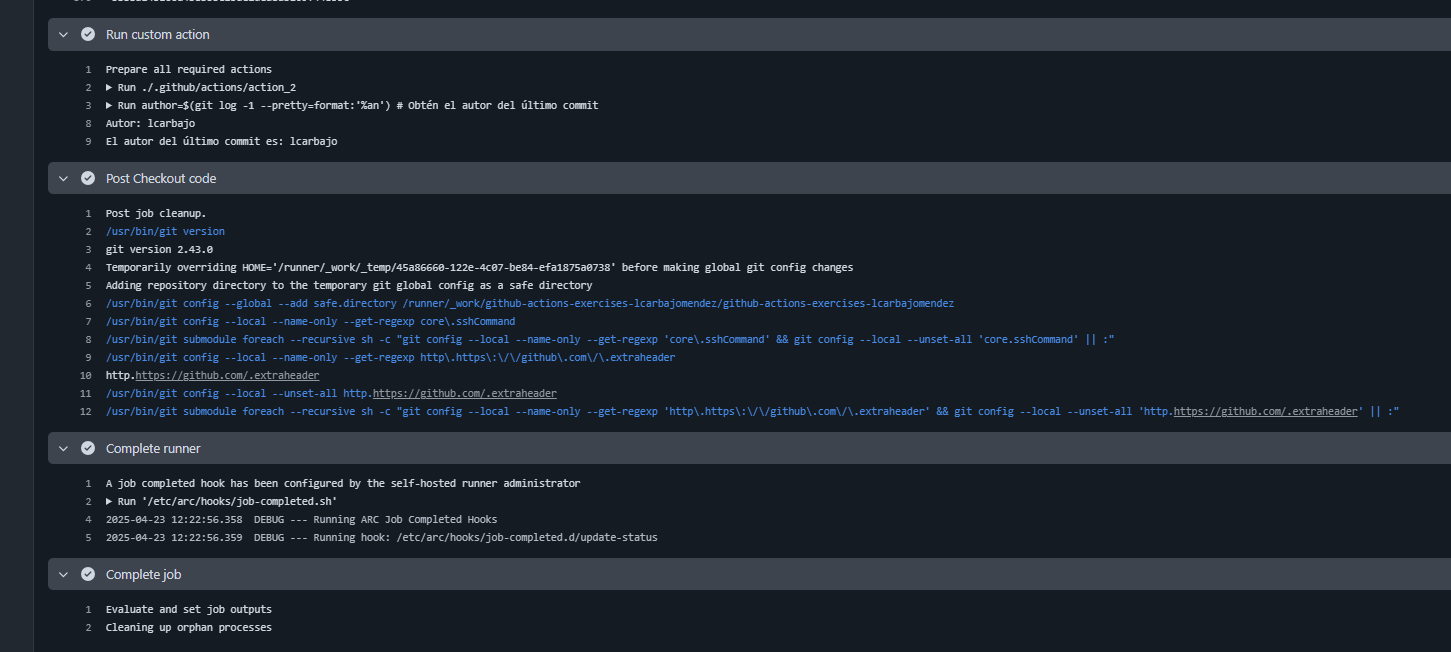 Run custom action
1 Prepare all required actions
2 ▶ Run ./.github/actions/action_2
3 ▶ Run author=$(git log -1 --pretty=format:'%an') # Obtén el autor del último commit
8 Autor: lcarbajo
9 El autor del último commit es: lcarbajo
Post Checkout code
1 Post job cleanup.
2 /usr/bin/git version
3 git version 2.43.0
4 Temporarily overriding HOME='/runner/_work/_temp/45a86660-122e-4c07-be84-efa1875a0738' before making global git config changes
5 Adding repository directory to the temporary git global config as a safe directory
6 /usr/bin/git config --global --add safe.directory /runner/_work/github-actions-exercises-lcarbajomendez/github-actions-exercises-lcarbajomendez
7 /usr/bin/git config --local --name-only --get-regexp core\.sshCommand
8 /usr/bin/git submodule foreach --recursive sh -c "git config --local --name-only --get-regexp 'core\.sshCommand' && git config --local --unset-all 'core.sshCommand' || :"
9 /usr/bin/git config --local --name-only --get-regexp http\.https\:\/\/github\.com\/\.extraheader
10 http.https://github.com/.extraheader
11 /usr/bin/git config --local --unset-all http.https://github.com/.extraheader
12 /usr/bin/git submodule foreach --recursive sh -c "git config --local --name-only --get-regexp 'http\.https\:\/\/github\.com\/\.extraheader' && git config --local --unset-all 'http.https://github.com/.extraheader' || :"
Complete runner
1 A job completed hook has been configured by the self-hosted runner administrator
2 ▶ Run '/etc/arc/hooks/job-completed.sh'
4 2025-04-23 12:22:56.358 DEBUG --- Running ARC Job Completed Hooks
5 2025-04-23 12:22:56.359 DEBUG --- Running hook: /etc/arc/hooks/job-completed.d/update-status
Complete job
1 Evaluate and set job outputs
2 Cleaning up orphan processes